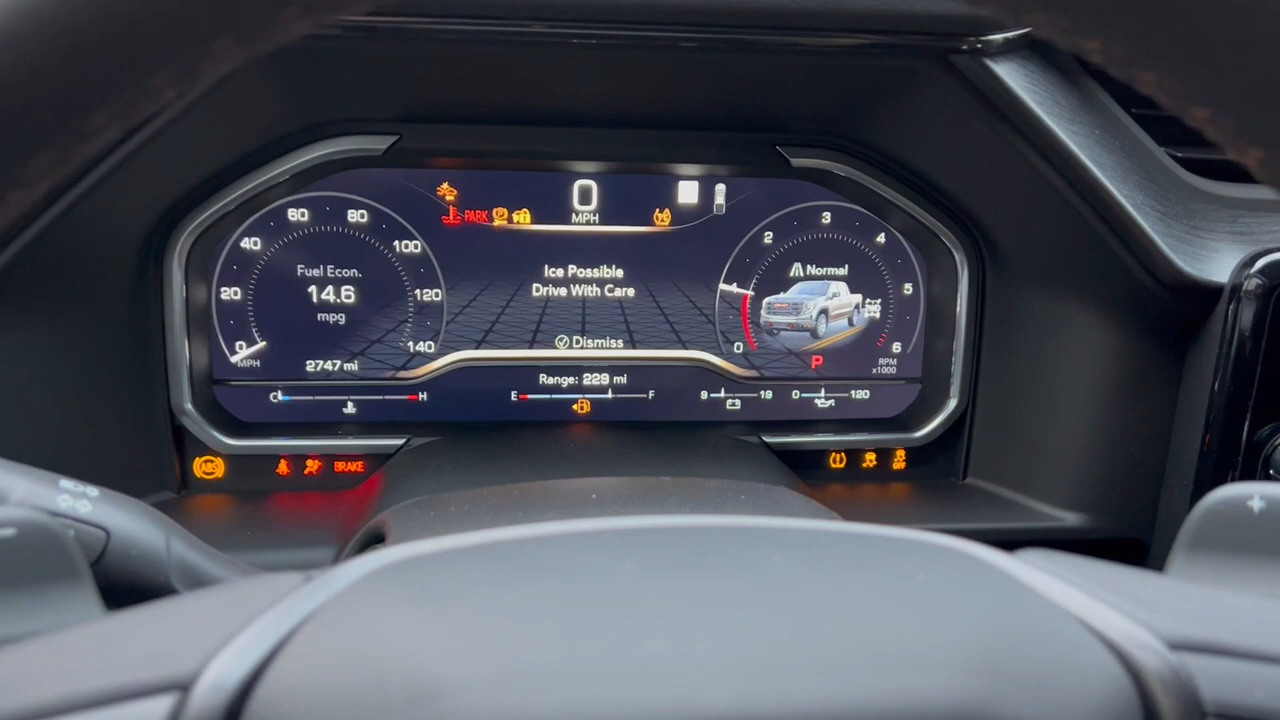 0
MPH
PARK
Ice Possible
Drive With Care
Dismiss
0
20
40
60
80
100
120
140
MPH
Fuel Econ.
14.6
mpg
2747 mi
0
2
3
4
5
6
RPM
x1000
Normal
P
C H
Range: 229 mi
E F
9 19
0 120
ABS
BRAKE
OFF
+
-